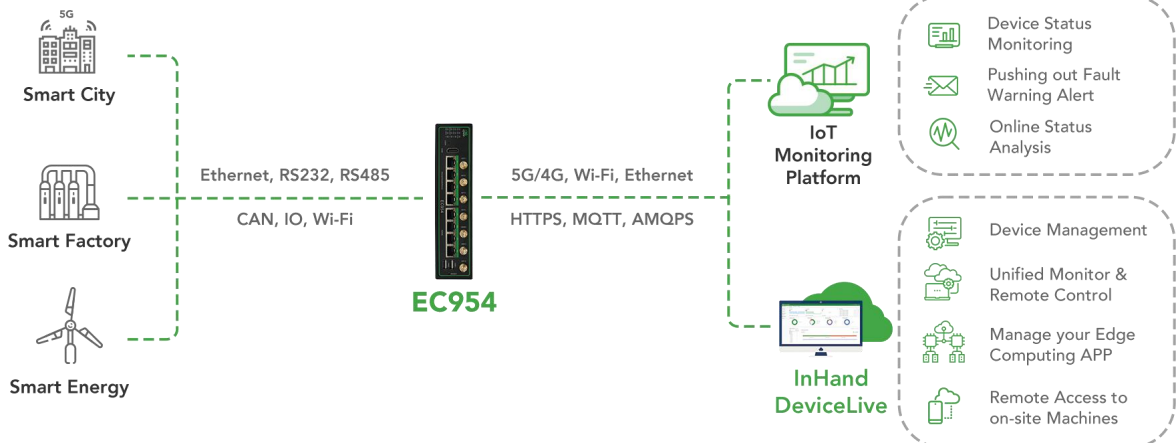 5G
Smart City
Smart Factory
Smart Energy
Ethernet, RS232, RS485
CAN, IO, Wi-Fi
EC954
5G/4G, Wi-Fi, Ethernet
HTTPS, MQTT, AMQPS
IoT
Monitoring
Platform
InHand
DeviceLive
Device Status
Monitoring
Pushing out Fault
Warning Alert
Online Status
Analysis
Device Management
Unified Monitor &
Remote Control
Manage your Edge
Computing APP
Remote Access to
on-site Machines